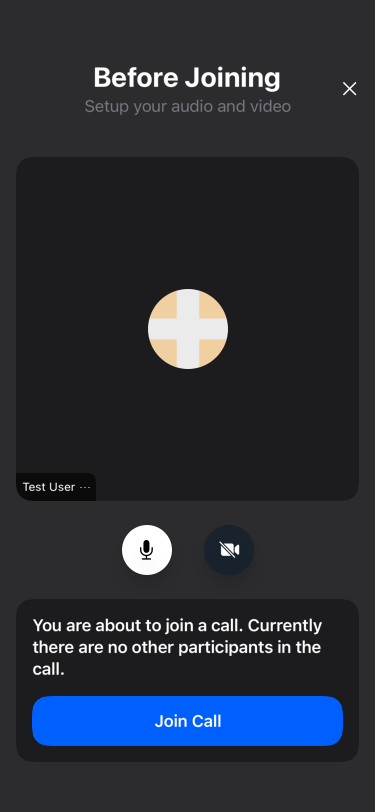 Before Joining
Setup your audio and video
Test User ···
You are about to join a call. Currently
there are no other participants in the
call.
Join Call